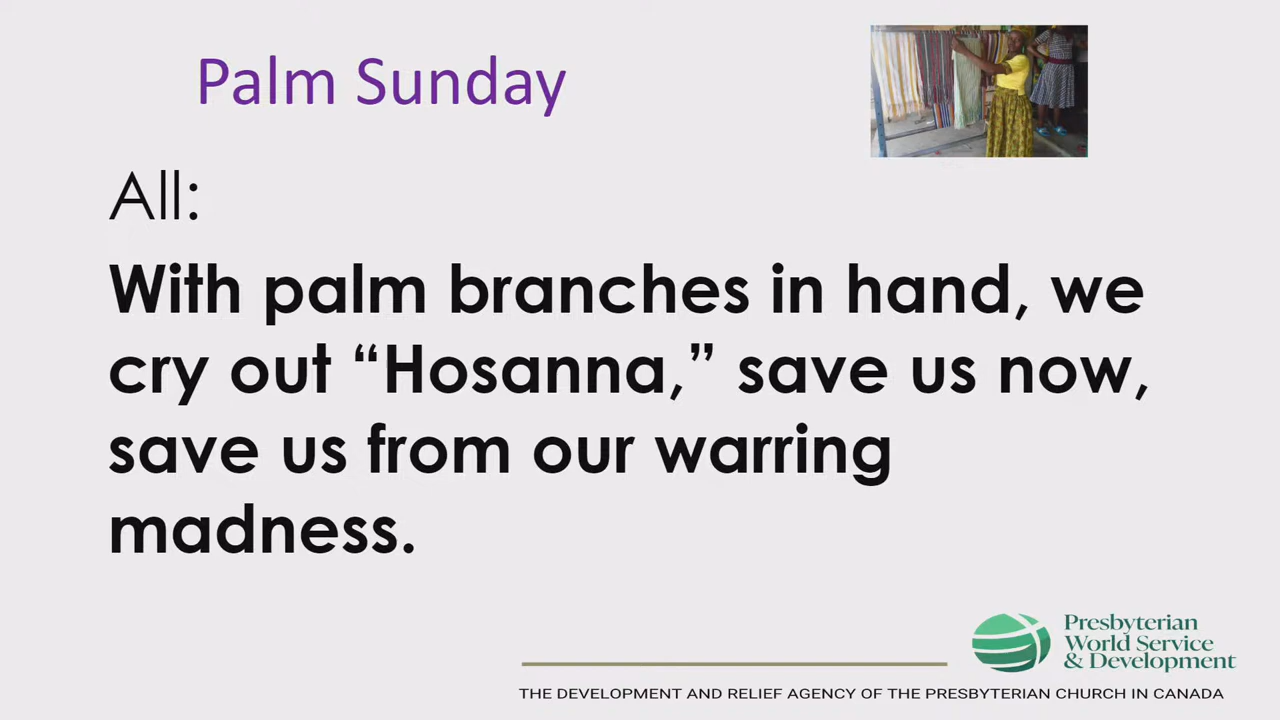 Palm Sunday
All:
With palm branches in hand, we
cry out “Hosanna,” save us now,
save us from our warring
madness.
Presbyterian
World Service
& Development
THE DEVELOPMENT AND RELIEF AGENCY OF THE PRESBYTERIAN CHURCH IN CANADA